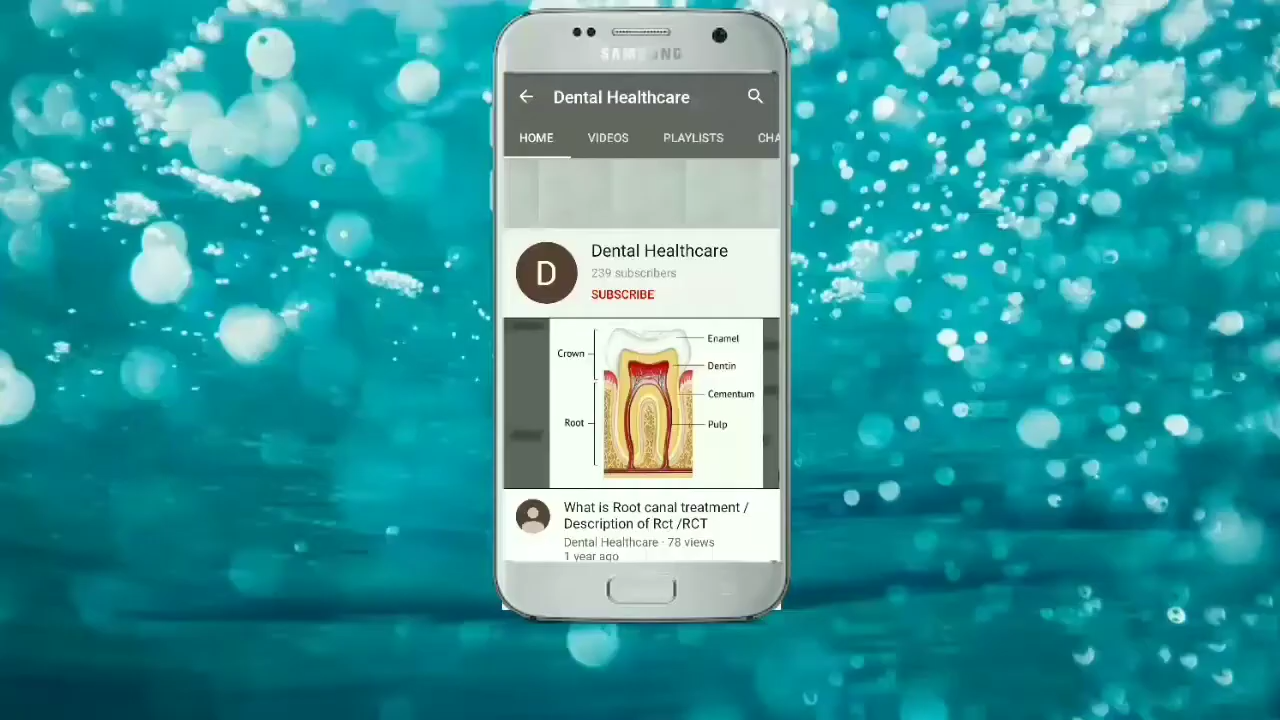 SAMSUNG
Dental Healthcare
HOME VIDEOS PLAYLISTS CHA
D
Dental Healthcare
239 subscribers
SUBSCRIBE
Enamel
Crown
Dentin
Cementum
Root
Pulp
What is Root canal treatment /
Description of Rct /RCT
Dental Healthcare · 78 views
1 year ago